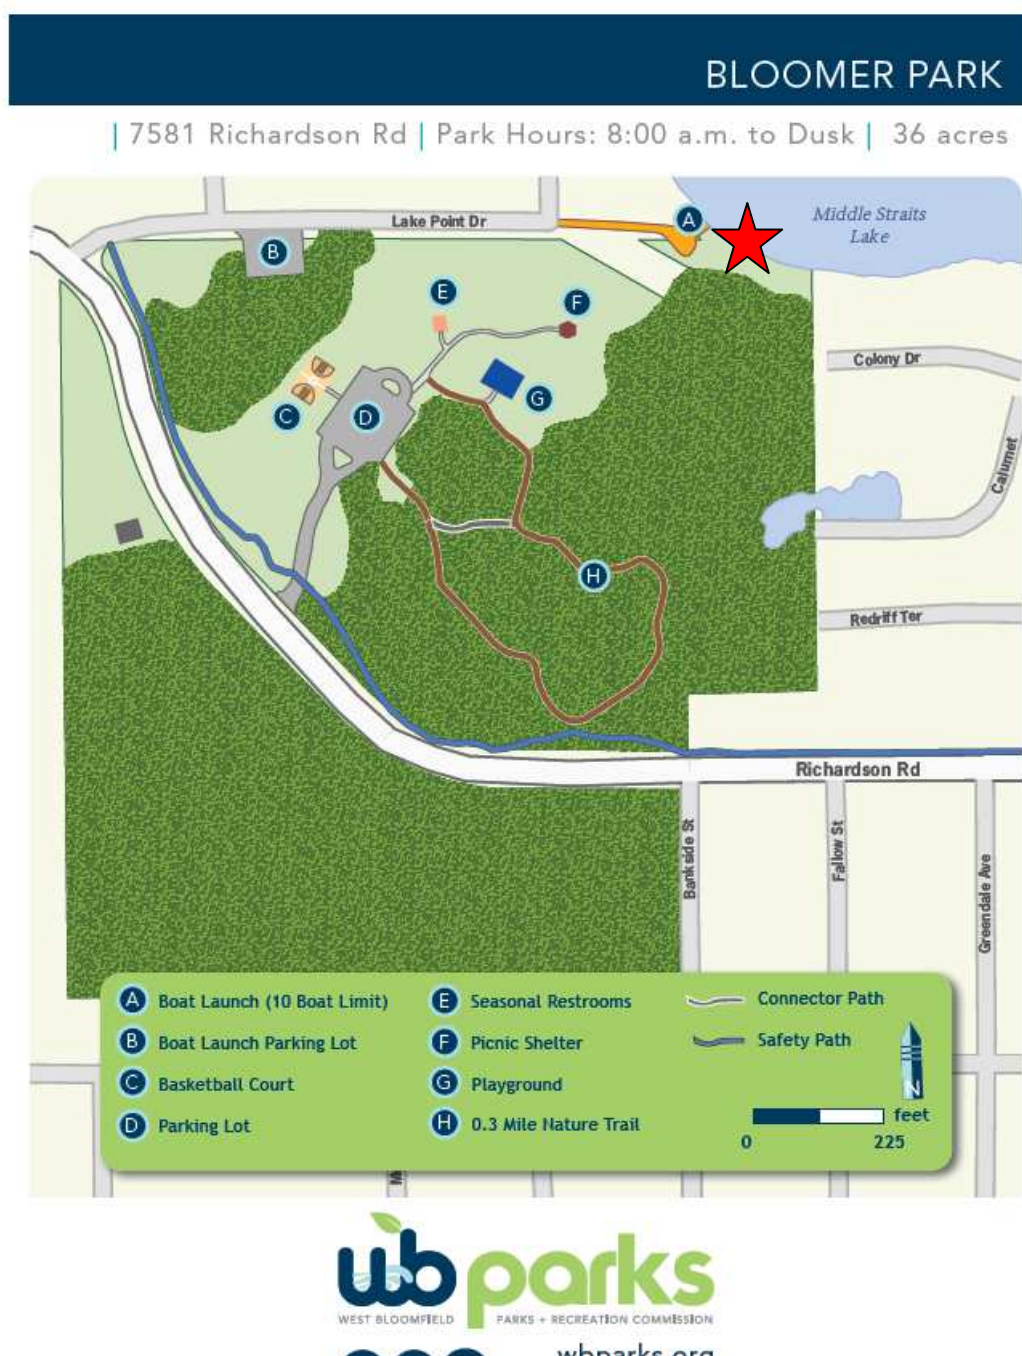 BLOOMER PARK
| 7581 Richardson Rd | Park Hours: 8:00 a.m. to Dusk | 36 acres
Middle Straits
Lake
Lake Point Dr
A
B
E
F
Colony Dr
G
C
D
Calumet
H
Redriff Ter
Richardson Rd
Bankside St
Fallow St
Greendale Ave
A Boat Launch (10 Boat Limit)
B Boat Launch Parking Lot
C Basketball Court
D Parking Lot
E Seasonal Restrooms
F Picnic Shelter
G Playground
H 0.3 Mile Nature Trail
Connector Path
Safety Path
N
feet
0 225
wb parks
WEST BLOOMFIELD PARKS + RECREATION COMMISSION
wbparks.org